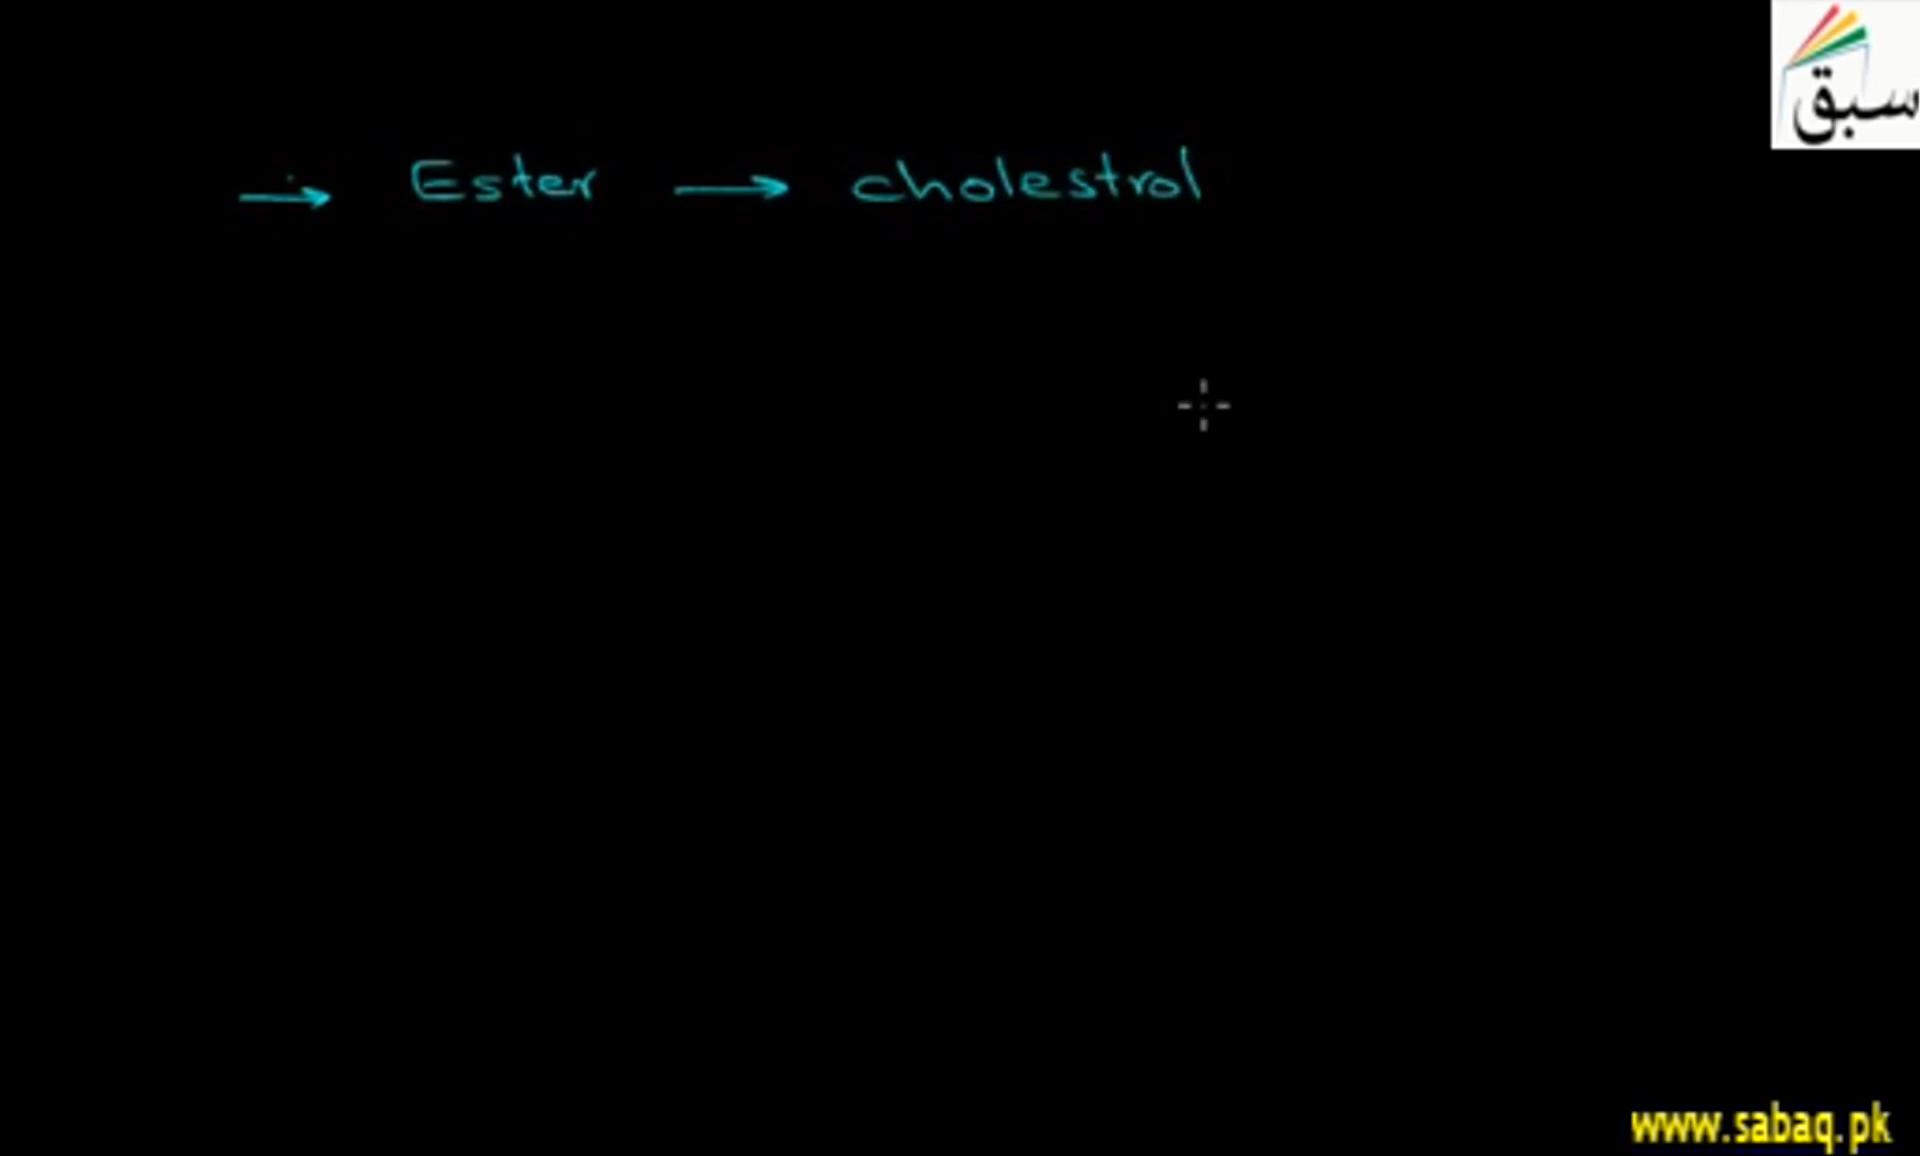 سبق
→ Ester → cholestrol
www.sabaq.pk